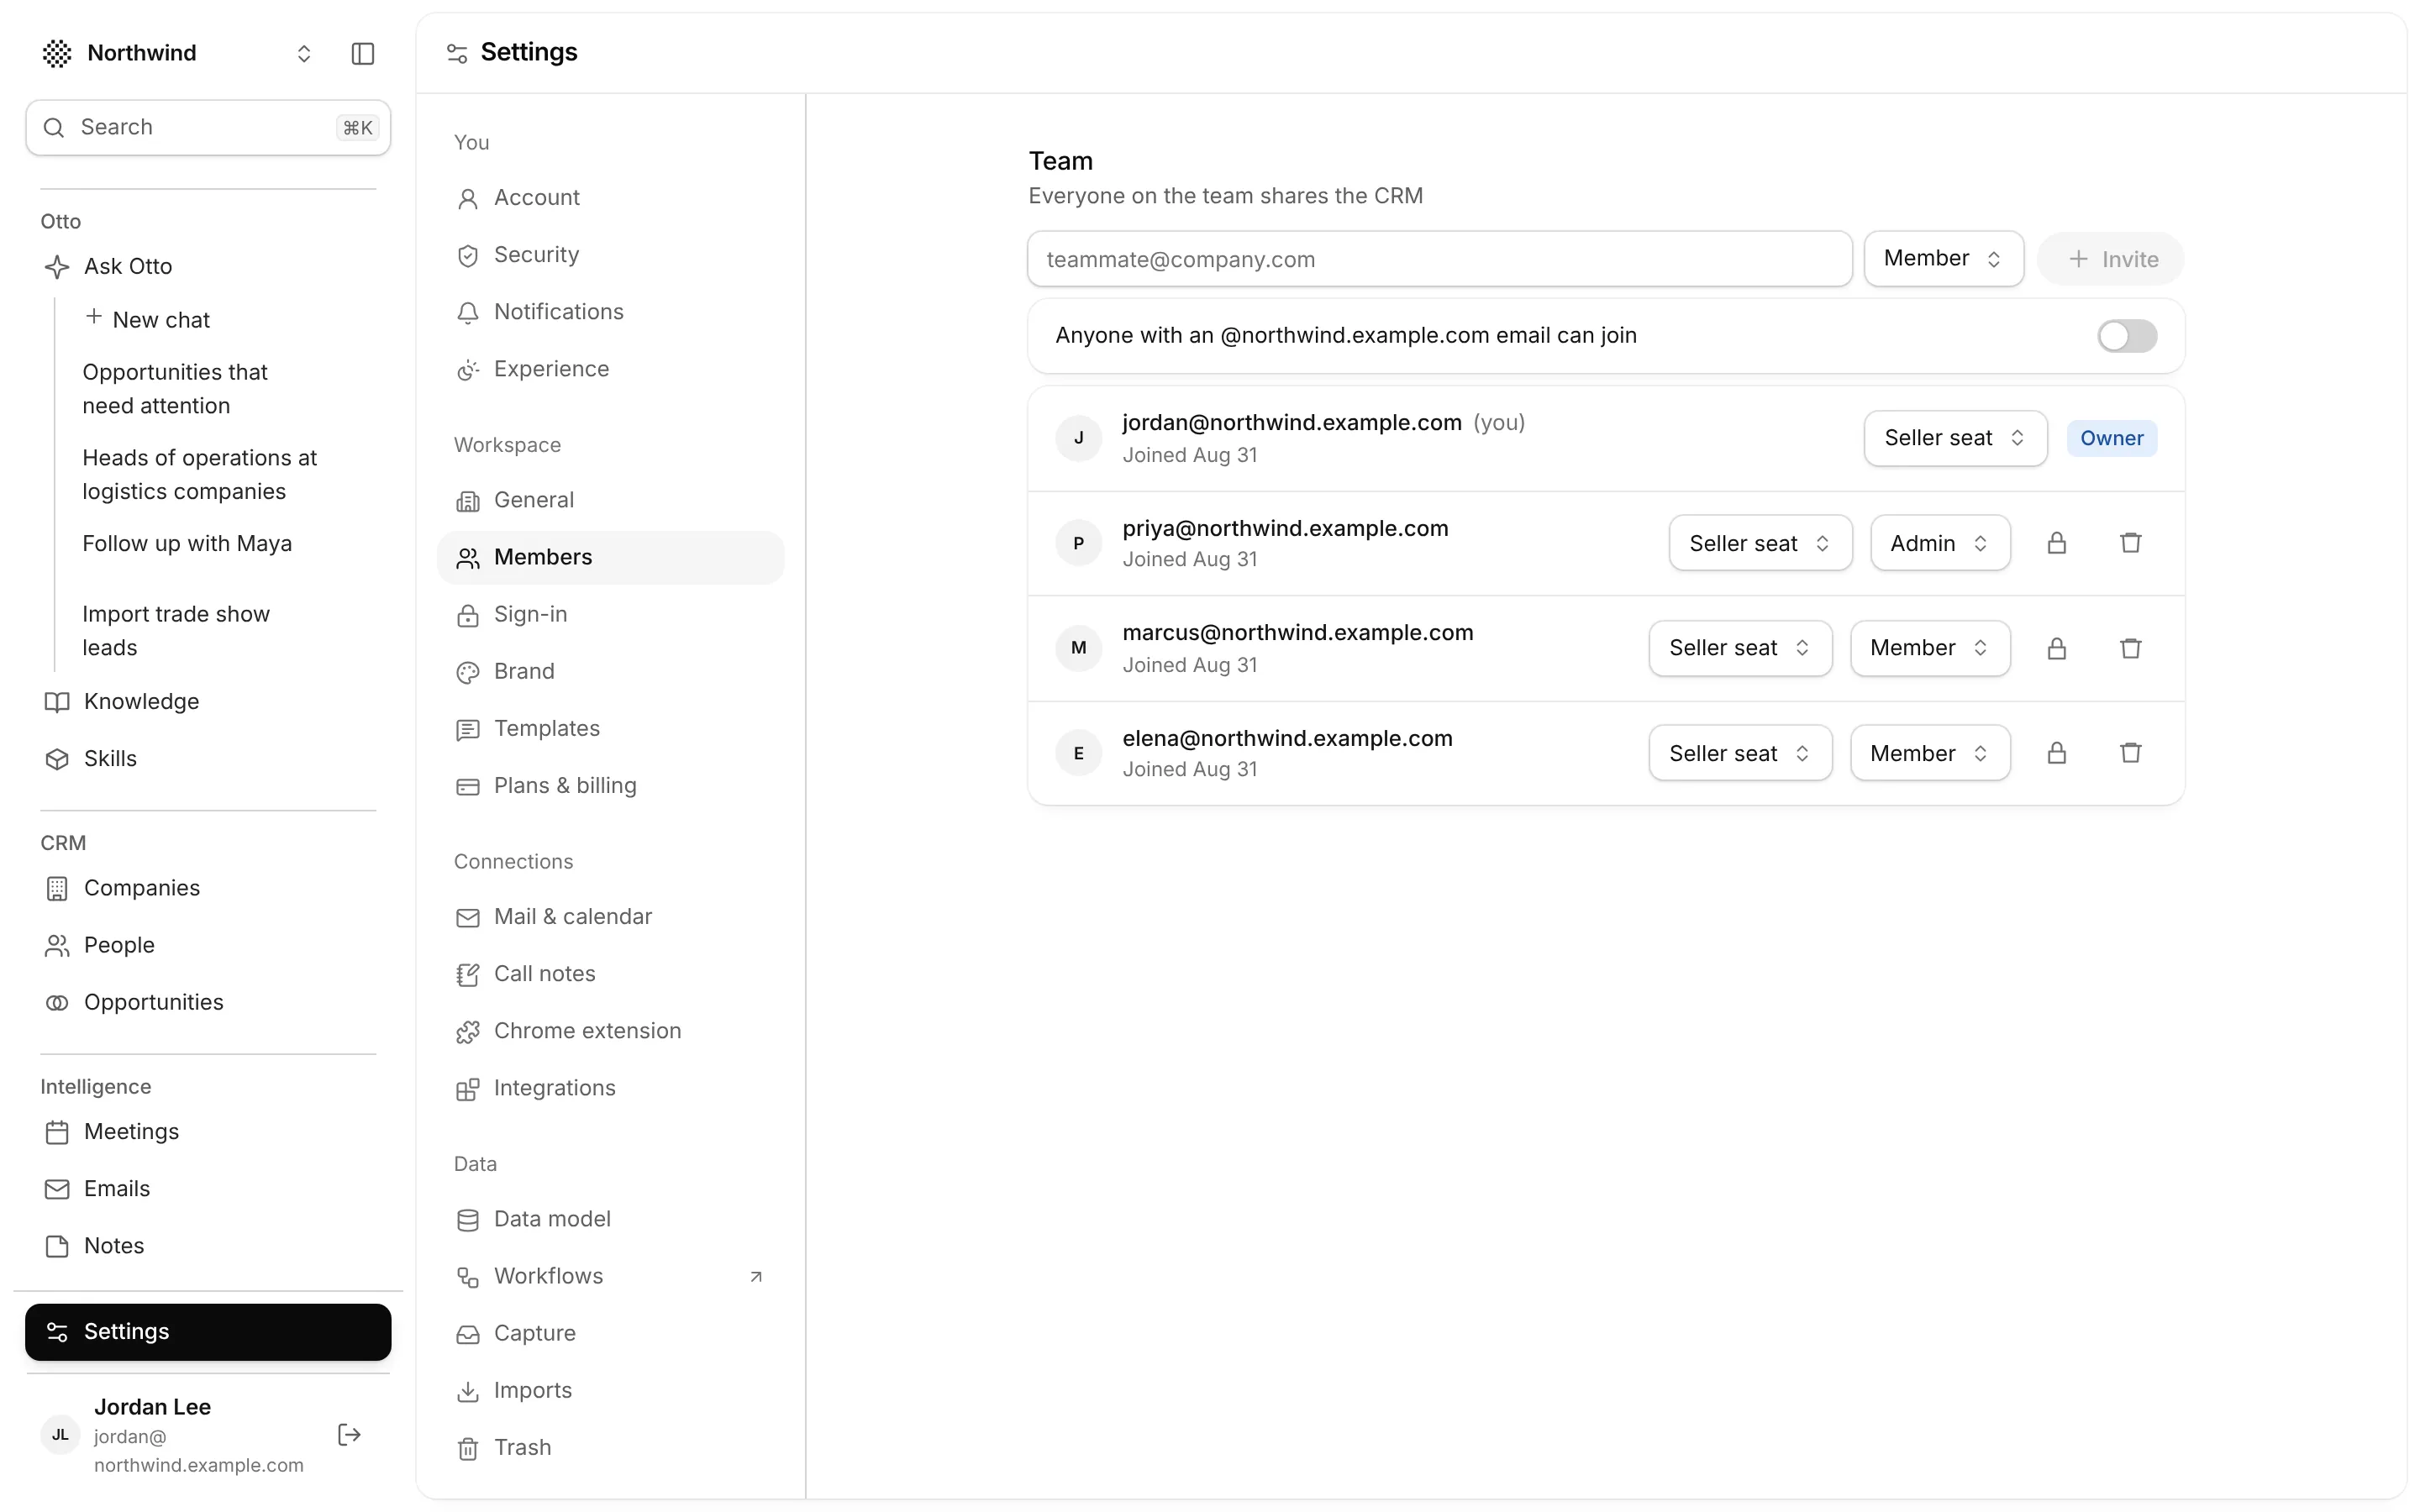 Northwind
Search
⌘K
Otto
Ask Otto
New chat
Opportunities that
need attention
Heads of operations at
logistics companies
Follow up with Maya
Import trade show
leads
Knowledge
Skills
CRM
Companies
People
Opportunities
Intelligence
Meetings
Emails
Notes
Settings
JL
Jordan Lee
jordan@
northwind.example.com
Settings
You
Account
Security
Notifications
Experience
Workspace
General
Members
Sign-in
Brand
Templates
Plans & billing
Connections
Mail & calendar
Call notes
Chrome extension
Integrations
Data
Data model
Workflows
Capture
Imports
Trash
Team
Everyone on the team shares the CRM
teammate@company.com
Member
Invite
Anyone with an @northwind.example.com email can join
J
jordan@northwind.example.com (you)
Joined Aug 31
Seller seat
Owner
P
priya@northwind.example.com
Joined Aug 31
Seller seat
Admin
M
marcus@northwind.example.com
Joined Aug 31
Seller seat
Member
E
elena@northwind.example.com
Joined Aug 31
Seller seat
Member